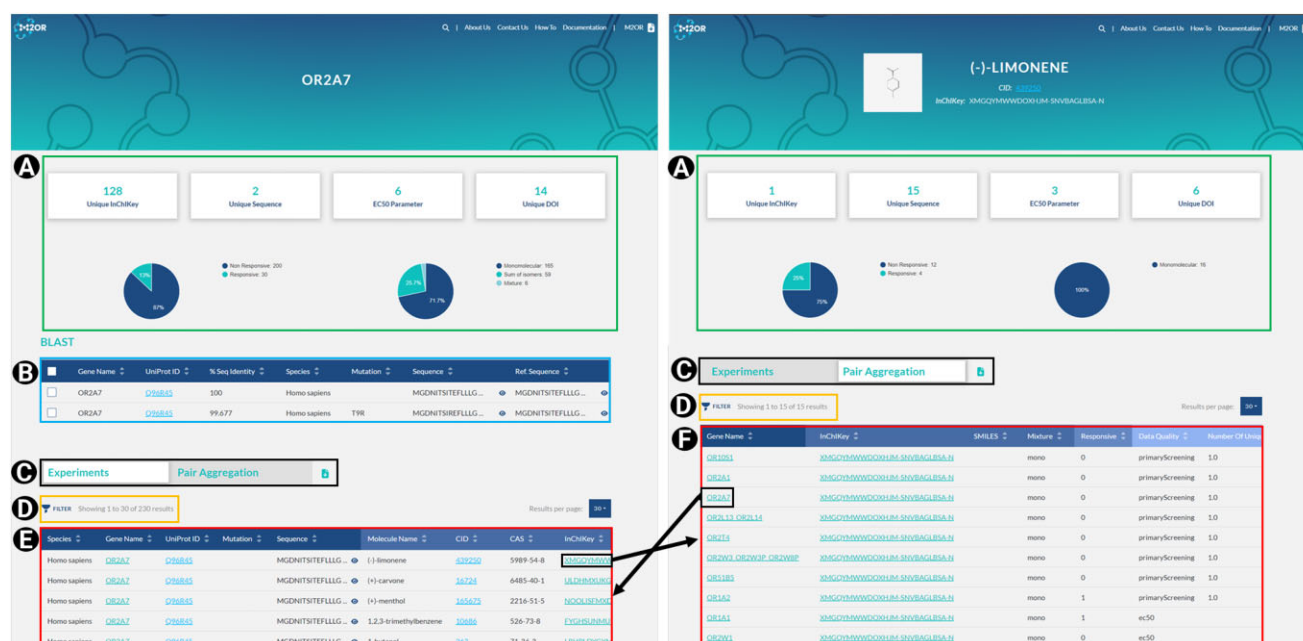 M2OR
About Us Contact Us How To Documentation | M2OR
OR2A7
A
128
Unique InChIKey
2
Unique Sequence
6
EC50 Parameter
14
Unique DOI
13%
87%
Non Responsive: 200
Responsive: 30
25.7%
71.7%
Monomolecular: 165
Sum of isomers: 59
Mixture: 6
BLAST
B
Gene Name UniProt ID % Seq Identity Species Mutation Sequence Ref. Sequence
OR2A7 Q96R45 100 Homo sapiens MGDNITSITEFLLLG... MGDNITSITEFLLLG...
OR2A7 Q96R45 99.677 Homo sapiens T9R MGDNITSIREFLLLG... MGDNITSITEFLLLG...
C
Experiments Pair Aggregation
D
FILTER Showing 1 to 30 of 230 results Results per page: 30
E
Species Gene Name UniProt ID Mutation Sequence Molecule Name CID CAS InChIKey
Homo sapiens OR2A7 Q96R45 MGDNITSITEFLLLG... (-)-limonene 439250 5989-54-8 XMGQYMWW
Homo sapiens OR2A7 Q96R45 MGDNITSITEFLLLG... (+)-carvone 16724 6485-40-1 ULDHMXUKG
Homo sapiens OR2A7 Q96R45 MGDNITSITEFLLLG... (+)-menthol 165675 2216-51-5 NOOLISFMXD
Homo sapiens OR2A7 Q96R45 MGDNITSITEFLLLG... 1,2,3-trimethylbenzene 10686 526-73-8 FYGHSUNMU
M2OR
About Us Contact Us How To Documentation | M2OR
(-)-LIMONENE
CID: 439250
InChIKey: XMGQYMWWDOXHJM-SNVBAGLBSA-N
A
1
Unique InChIKey
15
Unique Sequence
3
EC50 Parameter
6
Unique DOI
25%
75%
Non Responsive: 12
Responsive: 4
100%
Monomolecular: 16
C
Experiments Pair Aggregation
D
FILTER Showing 1 to 15 of 15 results Results per page: 30
F
Gene Name InChIKey SMILES Mixture Responsive Data Quality Number Of Uniq
OR10S1 XMGQYMWWDOXHJM-SNVBAGLBSA-N mono 0 primaryScreening 1.0
OR2A1 XMGQYMWWDOXHJM-SNVBAGLBSA-N mono 0 primaryScreening 1.0
OR2A7 XMGQYMWWDOXHJM-SNVBAGLBSA-N mono 0 primaryScreening 1.0
OR2L13 OR2L14 XMGQYMWWDOXHJM-SNVBAGLBSA-N mono 0 primaryScreening 1.0
OR2T4 XMGQYMWWDOXHJM-SNVBAGLBSA-N mono 0 primaryScreening 1.0
OR2W3 OR2W3P OR2W8P XMGQYMWWDOXHJM-SNVBAGLBSA-N mono 0 primaryScreening 1.0
OR51B5 XMGQYMWWDOXHJM-SNVBAGLBSA-N mono 0 primaryScreening 1.0
OR1A2 XMGQYMWWDOXHJM-SNVBAGLBSA-N mono 1 primaryScreening 1.0
OR1A1 XMGQYMWWDOXHJM-SNVBAGLBSA-N mono 1 ec50
OR2W1 XMGQYMWWDOXHJM-SNVBAGLBSA-N mono 0 ec50